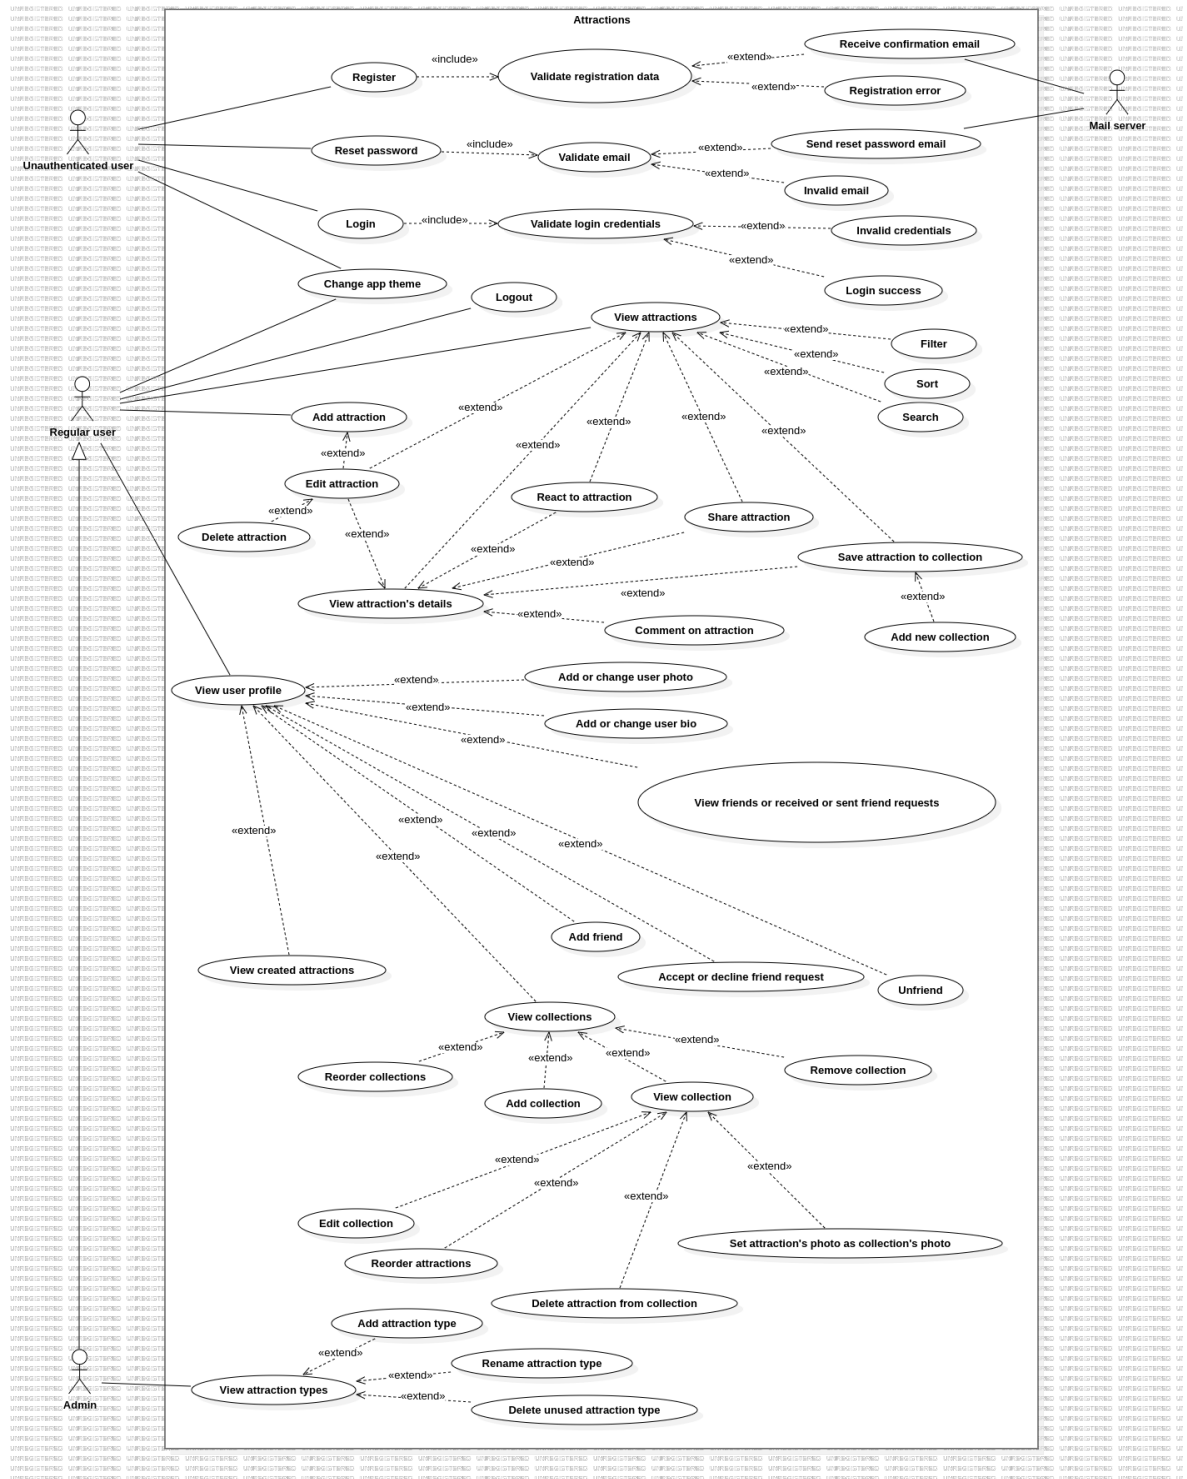 Attractions
Receive confirmation email
«include»
«extend»
Register
Validate registration data
«extend»
Registration error
Mail server
Unauthenticated user
Reset password
«include»
Validate email
«extend»
Send reset password email
«extend»
Invalid email
Login
«include»
Validate login credentials
«extend»
Invalid credentials
«extend»
Change app theme
Logout
Login success
View attractions
«extend»
Filter
«extend»
«extend»
Sort
Search
Regular user
Add attraction
«extend»
«extend»
«extend»
«extend»
«extend»
«extend»
Edit attraction
React to attraction
«extend»
Share attraction
Delete attraction
«extend»
«extend»
«extend»
Save attraction to collection
«extend»
«extend»
View attraction's details
«extend»
Comment on attraction
Add new collection
View user profile
«extend»
Add or change user photo
«extend»
Add or change user bio
«extend»
View friends or received or sent friend requests
«extend»
«extend»
«extend»
«extend»
«extend»
Add friend
View created attractions
Accept or decline friend request
Unfriend
View collections
«extend»
«extend»
«extend»
«extend»
Reorder collections
Remove collection
Add collection
View collection
«extend»
«extend»
«extend»
«extend»
Edit collection
Set attraction's photo as collection's photo
Reorder attractions
Delete attraction from collection
Add attraction type
«extend»
Rename attraction type
«extend»
View attraction types
«extend»
Delete unused attraction type
Admin